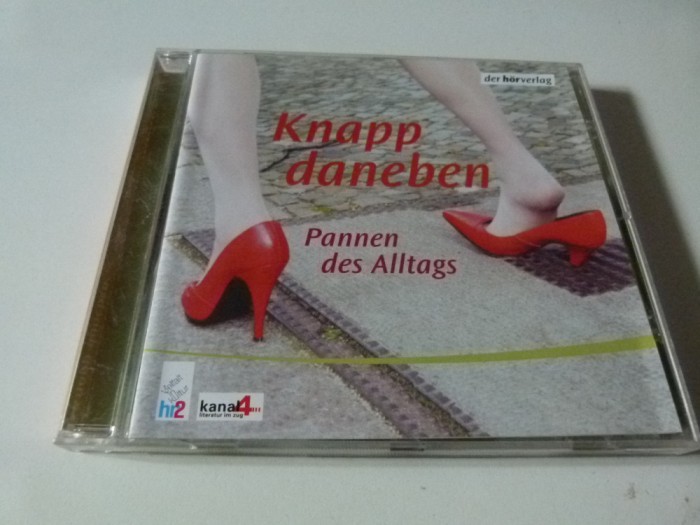 der hörverlag
Knapp
daneben
Pannen
des Alltags
hr2
kanal4
literatur im zug